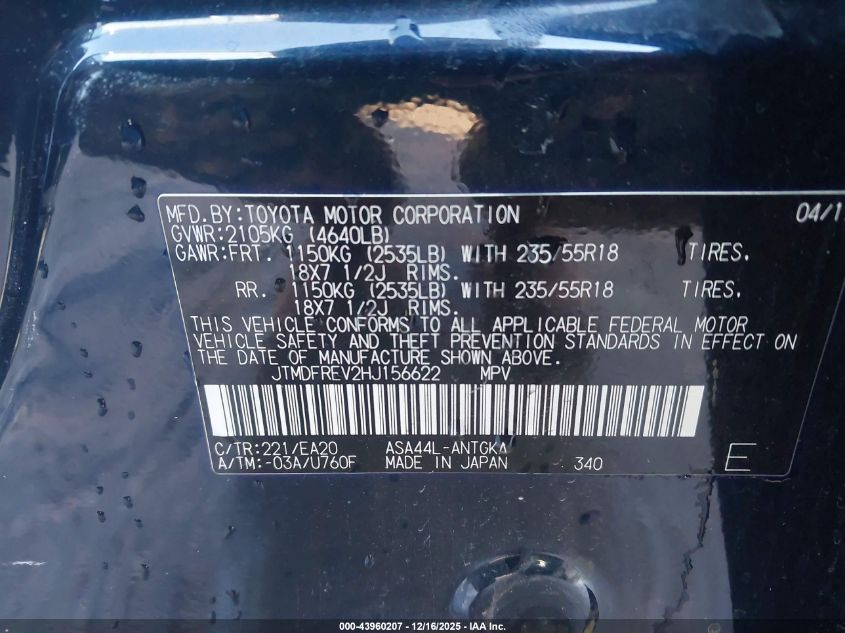 MFD.BY:TOYOTA MOTOR CORPORATION 04/1
GVWR:2105KG (4640LB)
GAWR:FRT. 1150KG (2535LB) WITH 235/55R18 TIRES.
18X7 1/2J RIMS.
RR. 1150KG (2535LB) WITH 235/55R18 TIRES.
18X7 1/2J RIMS.
THIS VEHICLE CONFORMS TO ALL APPLICABLE FEDERAL MOTOR
VEHICLE SAFETY AND THEFT PREVENTION STANDARDS IN EFFECT ON
THE DATE OF MANUFACTURE SHOWN ABOVE.
JTMDFREV2HJ156622 MPV
C/TR:221/EA20 ASA44L-ANTGKA
A/TM:-03A/U760F MADE IN JAPAN 340 E
000-43960207 - 12/16/2025 - IAA Inc.